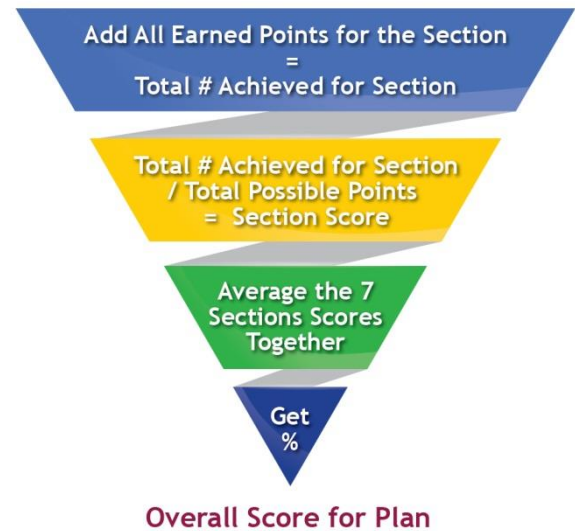 Add All Earned Points for the Section
=
Total # Achieved for Section
Total # Achieved for Section
/ Total Possible Points
= Section Score
Average the 7
Sections Scores
Together
Get
%
Overall Score for Plan